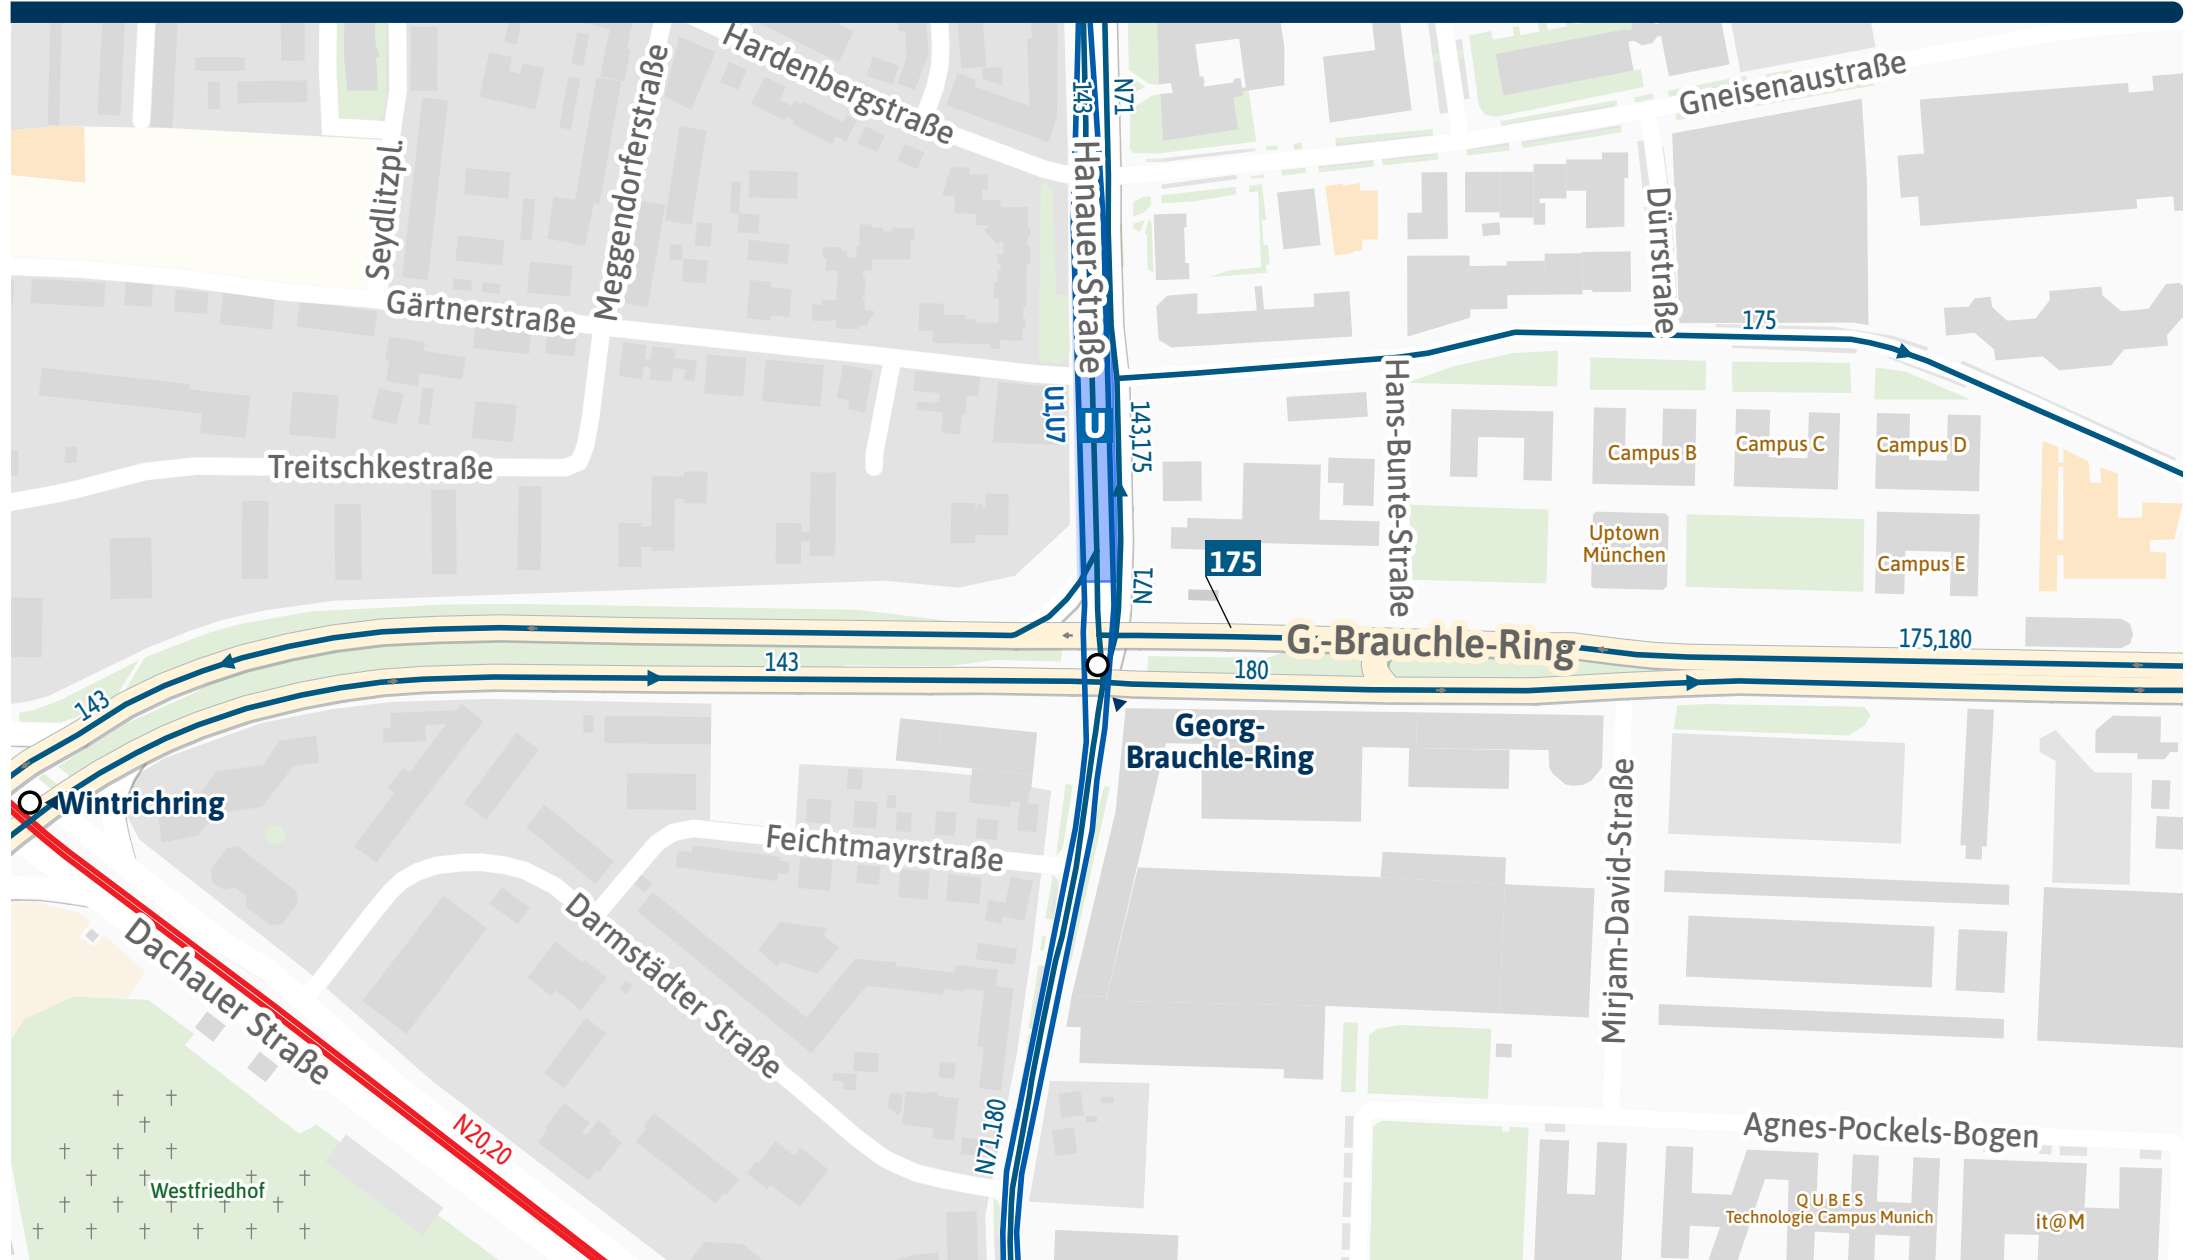 Hardenbergstraße
Meggendorferstraße
Seydlitzpl.
Gärtnerstraße
Treitschkestraße
143
N71
Hanauer Straße
Gneisenaustraße
Dürrstraße
175
U1,U7
U
143,175
Hans-Bunte-Straße
Campus B
Campus C
Campus D
Uptown
München
Campus E
175
N71
G.-Brauchle-Ring
175,180
143
180
143
Georg-
Brauchle-Ring
Wintrichring
Feichtmayrstraße
Darmstädter Straße
Dachauer Straße
Mirjam-David-Straße
N20,20
N71,180
Westfriedhof
Agnes-Pockels-Bogen
QUBES
Technologie Campus Munich
it@M